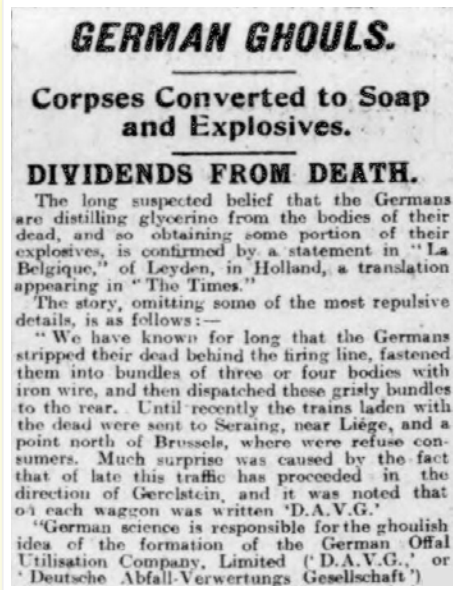 GERMAN GHOULS.
Corpses Converted to Soap
and Explosives.
DIVIDENDS FROM DEATH.
The long suspected belief that the Germans
are distilling glycerine from the bodies of their
dead, and so obtaining some portion of their
explosives, is confirmed by a statement in "La
Belgique," of Leyden, in Holland, a translation
appearing in "The Times."
The story, omitting some of the most repulsive
details, is as follows:—
"We have known for long that the Germans
stripped their dead behind the firing line, fastened
them into bundles of three or four bodies with
iron wire, and then dispatched these grisly bundles
to the rear. Until recently the trains laden with
the dead were sent to Seraing, near Liége, and a
point north of Brussels, where were refuse con-
sumers. Much surprise was caused by the fact
that of late this traffic has proceeded in the
direction of Gerolstein, and it was noted that
on each waggon was written 'D.A.V.G.'
"German science is responsible for the ghoulish
idea of the formation of the German Offal
Utilisation Company, Limited ('D.A.V.G.,' or
'Deutsche Abfall-Verwertungs Gesellschaft')